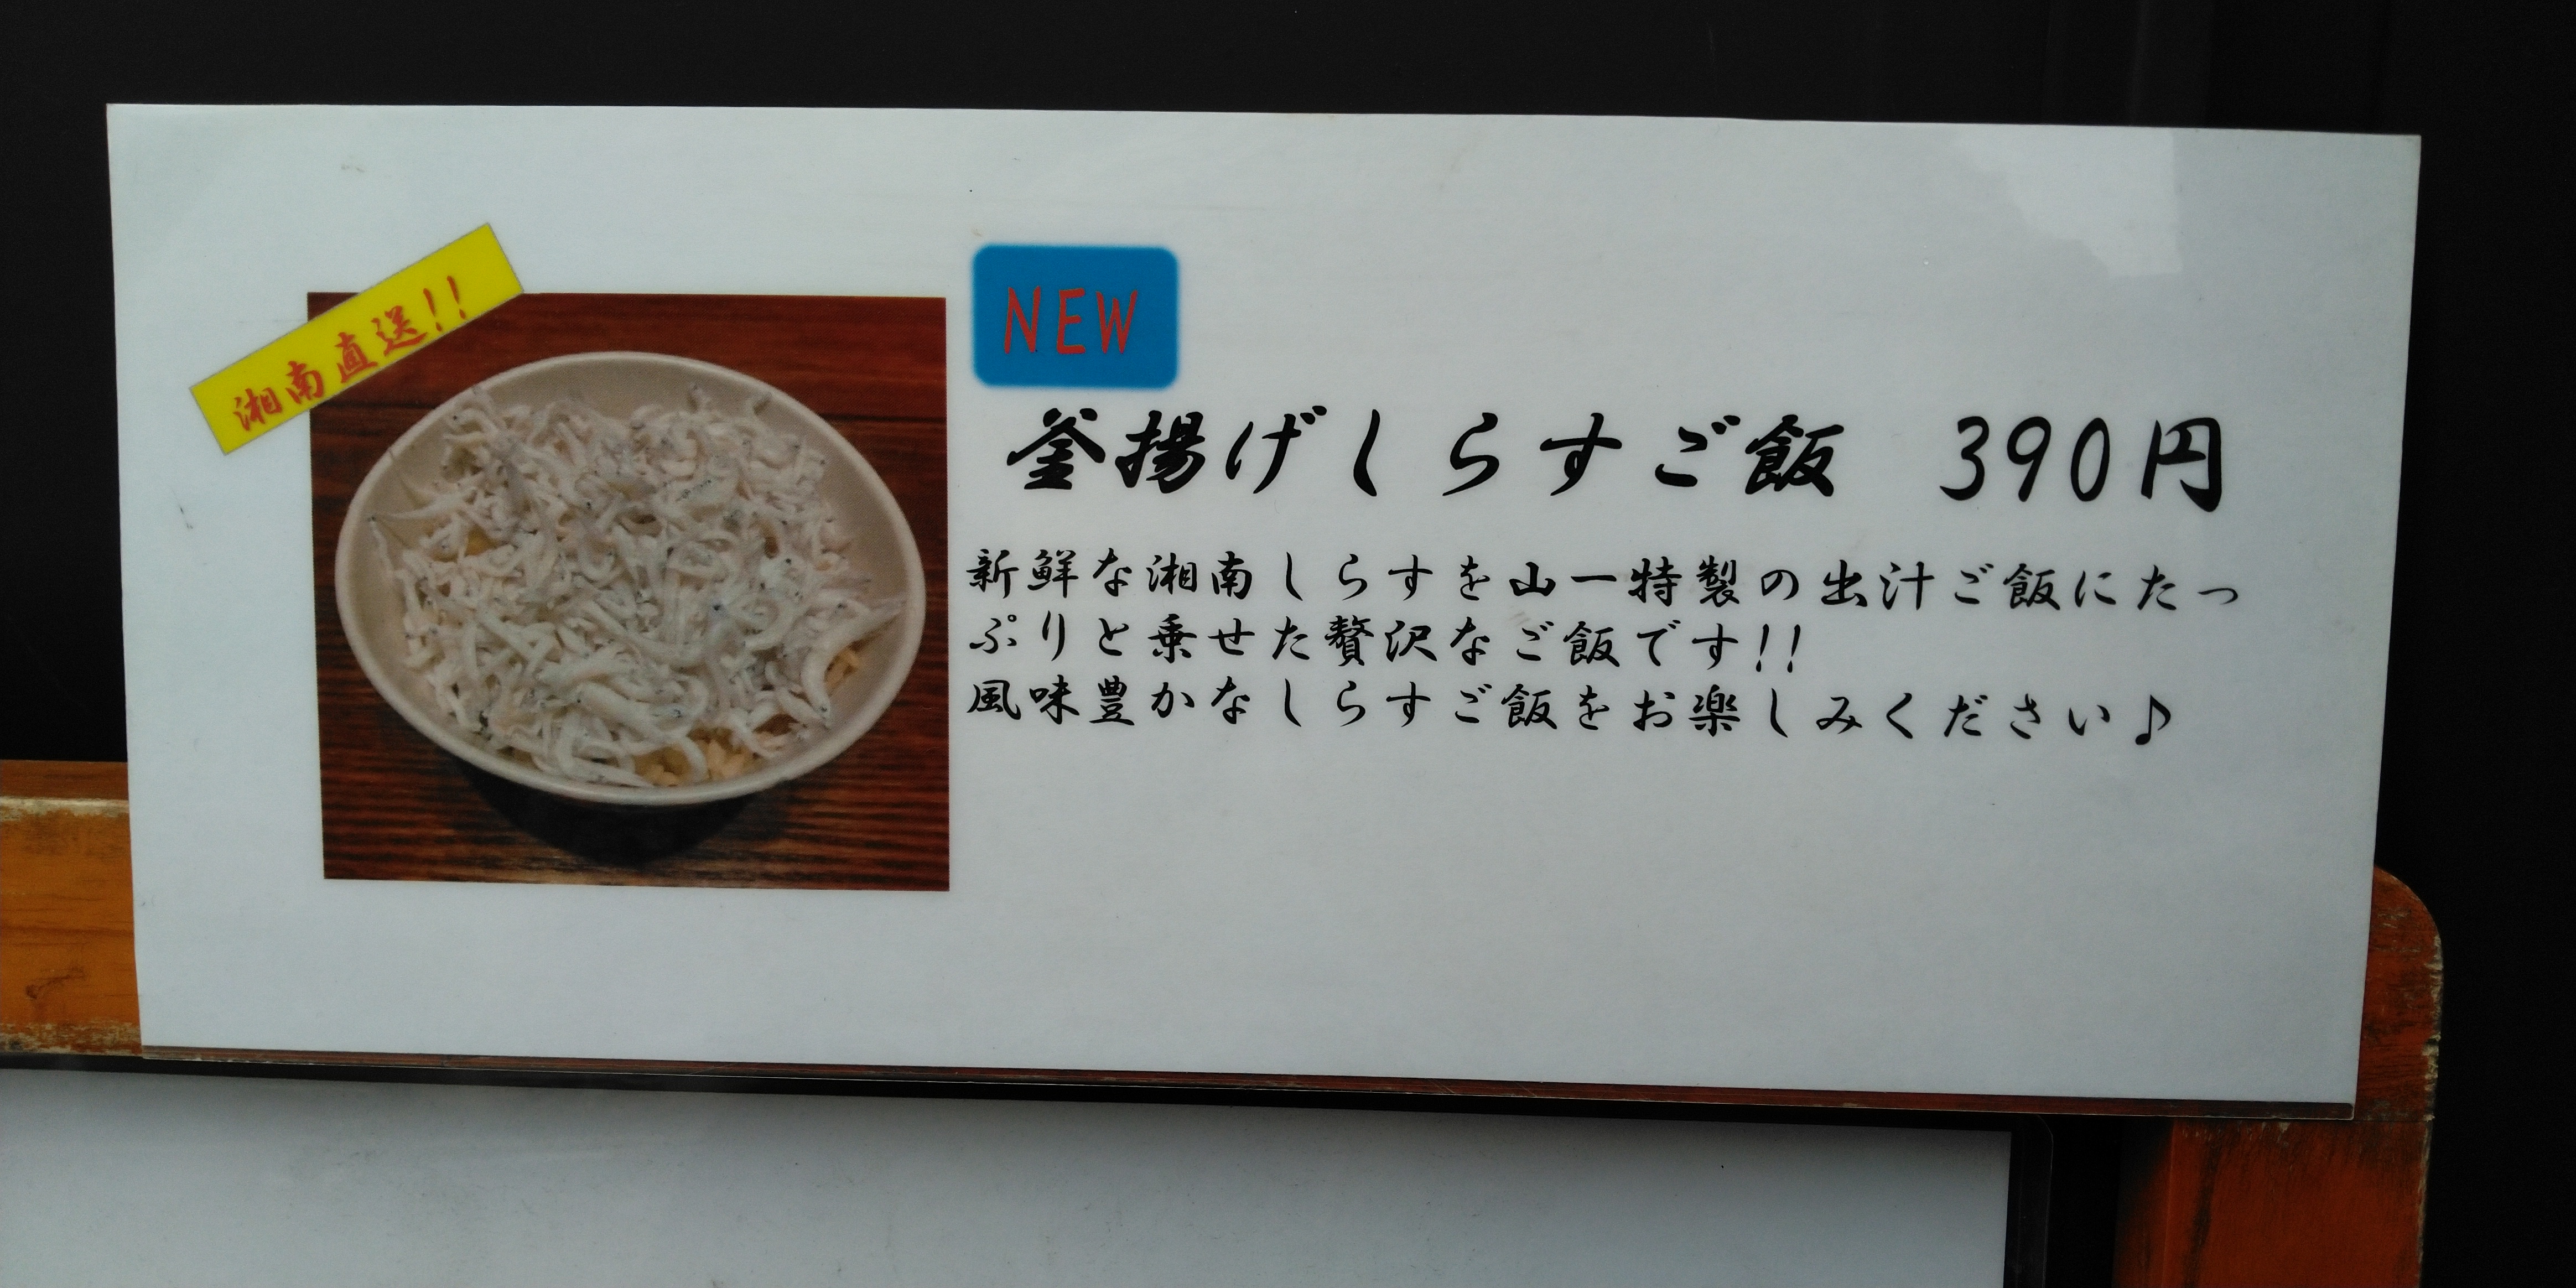 湘南直送!!
NEW
釜揚げしらすご飯　390円
新鮮な湘南しらすを山一特製の出汁ご飯にたっ
ぷりと乗せた贅沢なご飯です!!
風味豊かなしらすご飯をお楽しみください♪